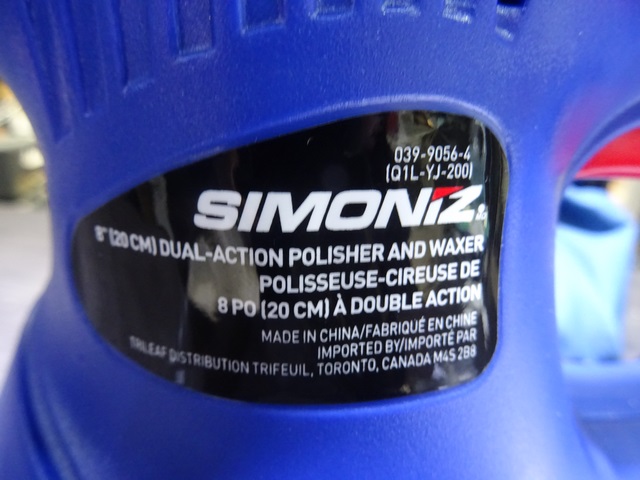 039-9056-4
(Q1L-YJ-200)
SIMONIZ
8" (20 CM) DUAL-ACTION POLISHER AND WAXER
POLISSEUSE-CIREUSE DE
8 PO (20 CM) À DOUBLE ACTION
MADE IN CHINA/FABRIQUÉ EN CHINE
IMPORTED BY/IMPORTÉ PAR
TRILEAF DISTRIBUTION TRIFEUIL, TORONTO, CANADA M4S 2B8